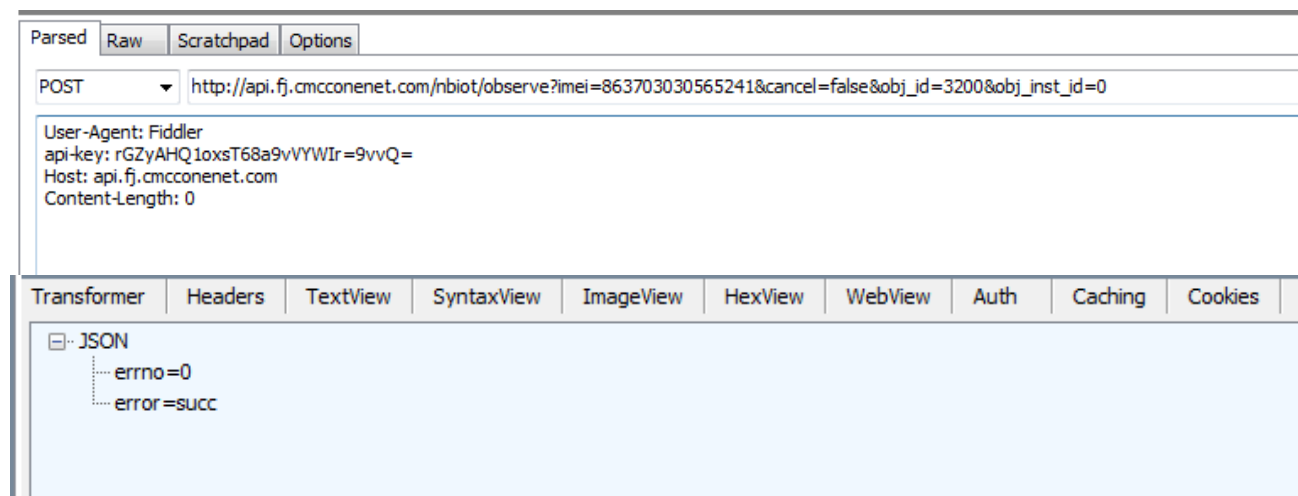 Parsed Raw Scratchpad Options
POST http://api.fj.cmcconenet.com/nbiot/observe?imei=863703030565241&cancel=false&obj_id=3200&obj_inst_id=0
User-Agent: Fiddler
api-key: rGZyAHQ1oxsT68a9vVYWIr=9vvQ=
Host: api.fj.cmcconenet.com
Content-Length: 0
Transformer Headers TextView SyntaxView ImageView HexView WebView Auth Caching Cookies
JSON
errno=0
error=succ